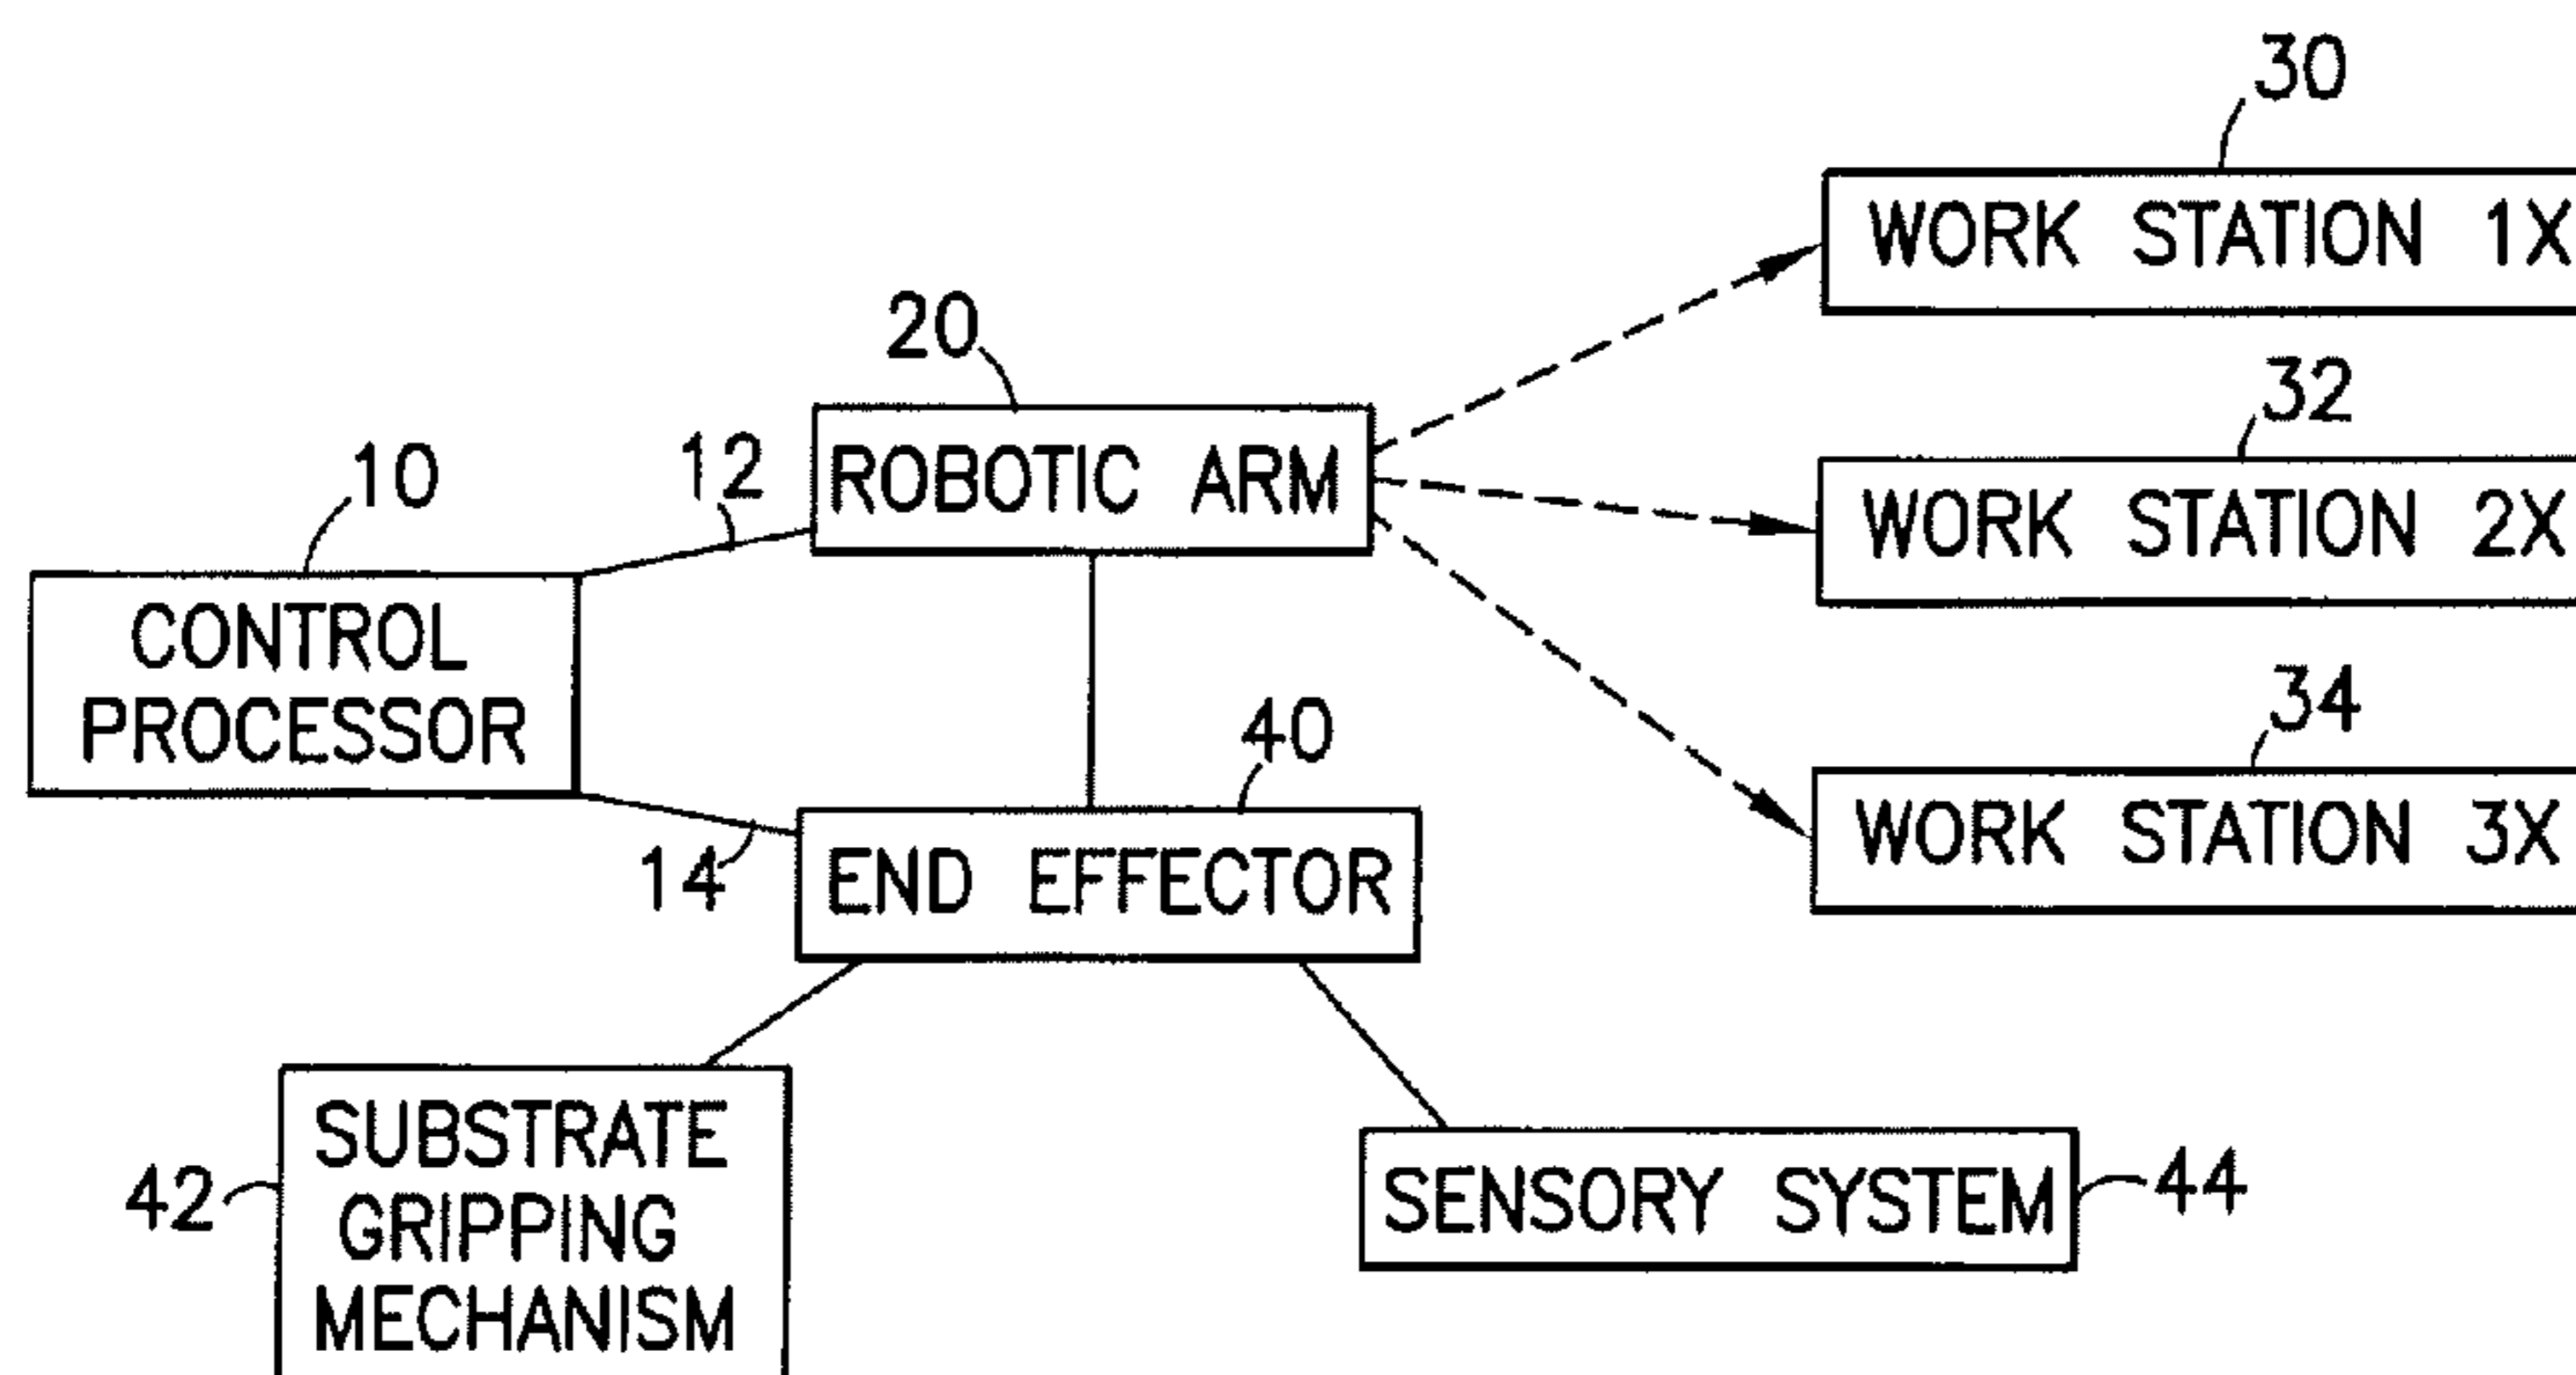 30
WORK STATION 1X
20
32
ROBOTIC ARM
12
10
WORK STATION 2X
CONTROL
PROCESSOR
34
40
WORK STATION 3X
14
END EFFECTOR
SUBSTRATE
GRIPPING
MECHANISM
42
SENSORY SYSTEM
44